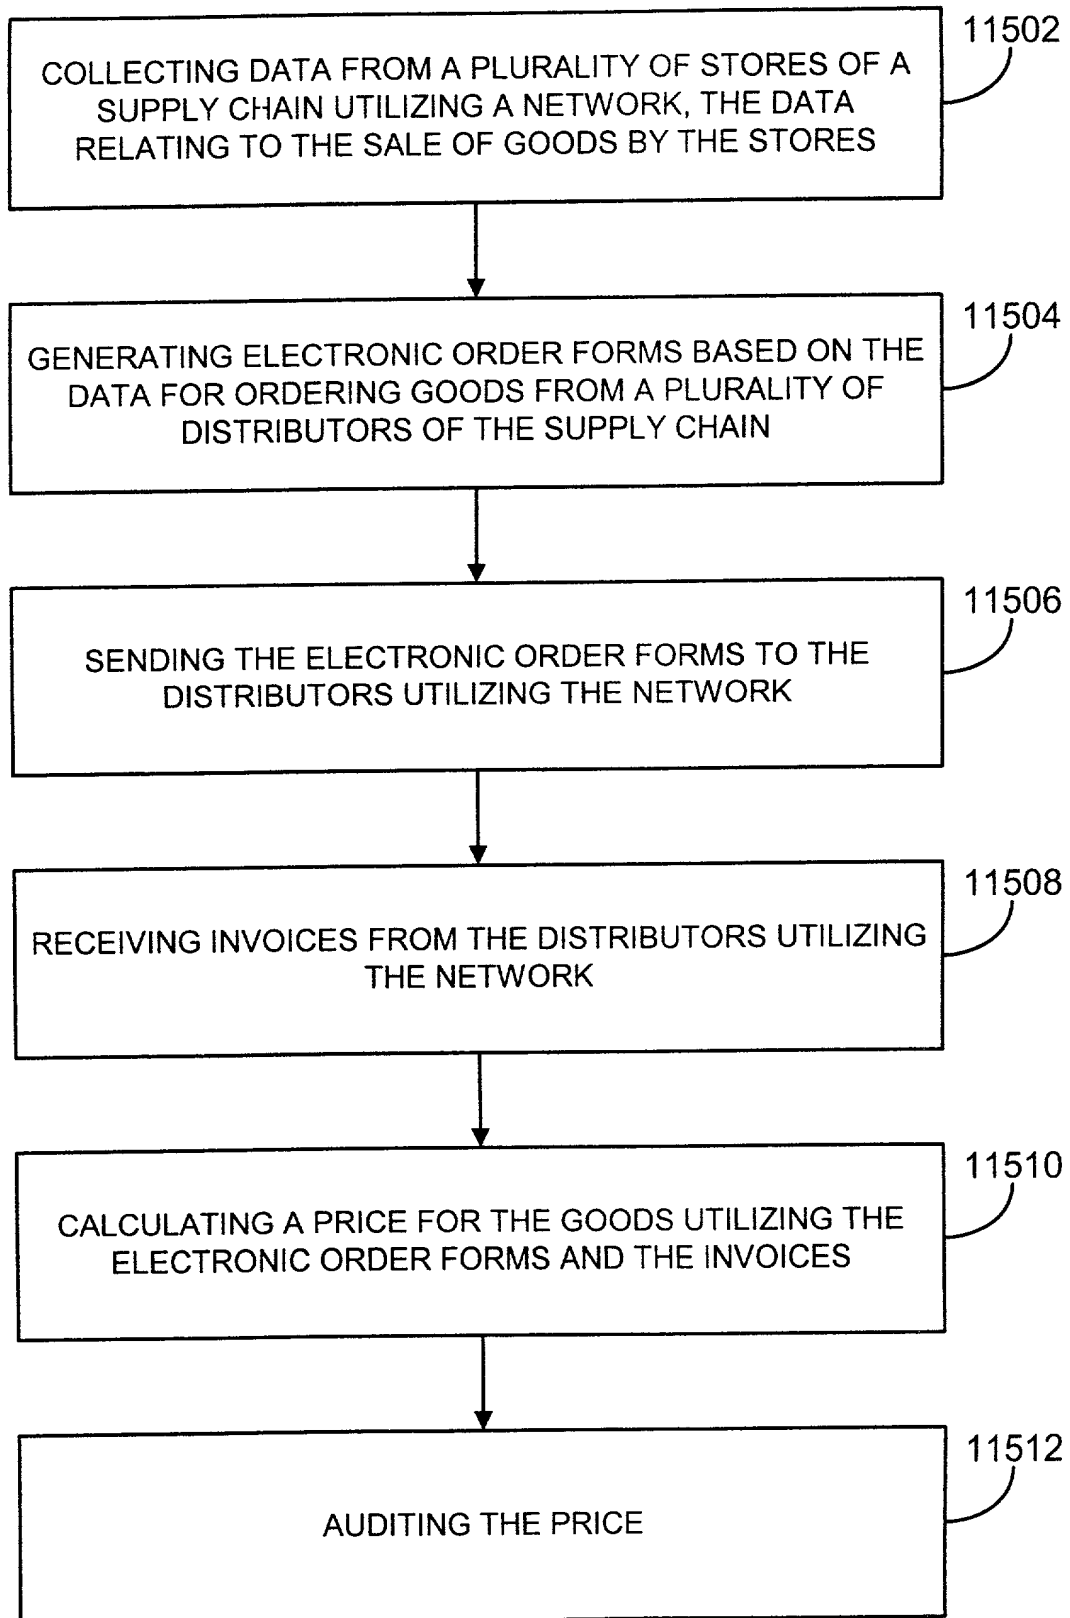 11502
COLLECTING DATA FROM A PLURALITY OF STORES OF A
SUPPLY CHAIN UTILIZING A NETWORK, THE DATA
RELATING TO THE SALE OF GOODS BY THE STORES
11504
GENERATING ELECTRONIC ORDER FORMS BASED ON THE
DATA FOR ORDERING GOODS FROM A PLURALITY OF
DISTRIBUTORS OF THE SUPPLY CHAIN
11506
SENDING THE ELECTRONIC ORDER FORMS TO THE
DISTRIBUTORS UTILIZING THE NETWORK
11508
RECEIVING INVOICES FROM THE DISTRIBUTORS UTILIZING
THE NETWORK
11510
CALCULATING A PRICE FOR THE GOODS UTILIZING THE
ELECTRONIC ORDER FORMS AND THE INVOICES
11512
AUDITING THE PRICE